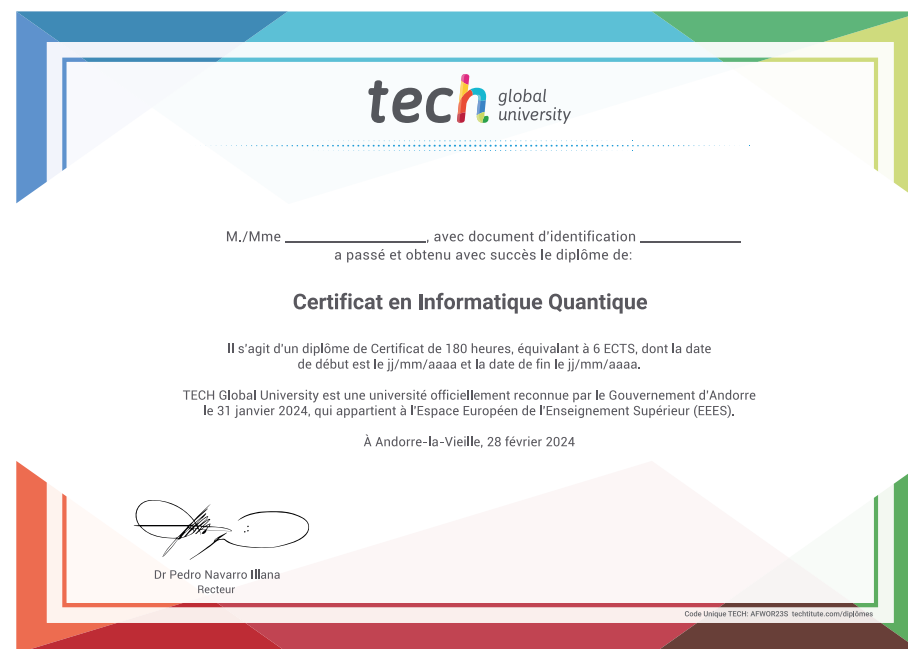 tech global university
M./Mme ____________, avec document d'identification ____________
a passé et obtenu avec succès le diplôme de:
Certificat en Informatique Quantique
Il s'agit d'un diplôme de Certificat de 180 heures, équivalant à 6 ECTS, dont la date
de début est le jj/mm/aaaa et la date de fin le jj/mm/aaaa.
TECH Global University est une université officiellement reconnue par le Gouvernement d'Andorre
le 31 janvier 2024, qui appartient à l'Espace Européen de l'Enseignement Supérieur (EEES).
À Andorre-la-Vieille, 28 février 2024
Dr Pedro Navarro Illana
Recteur
Code Unique TECH: AFWOR23S techtitute.com/diplômes